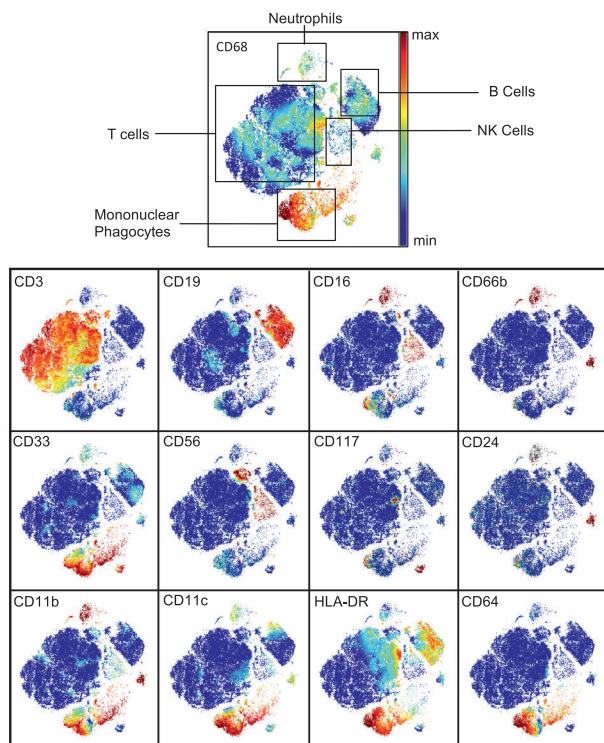 Neutrophils
CD68
max
B Cells
T cells
NK Cells
Mononuclear
Phagocytes
min
CD3
CD19
CD16
CD66b
CD33
CD56
CD117
CD24
CD11b
CD11c
HLA-DR
CD64